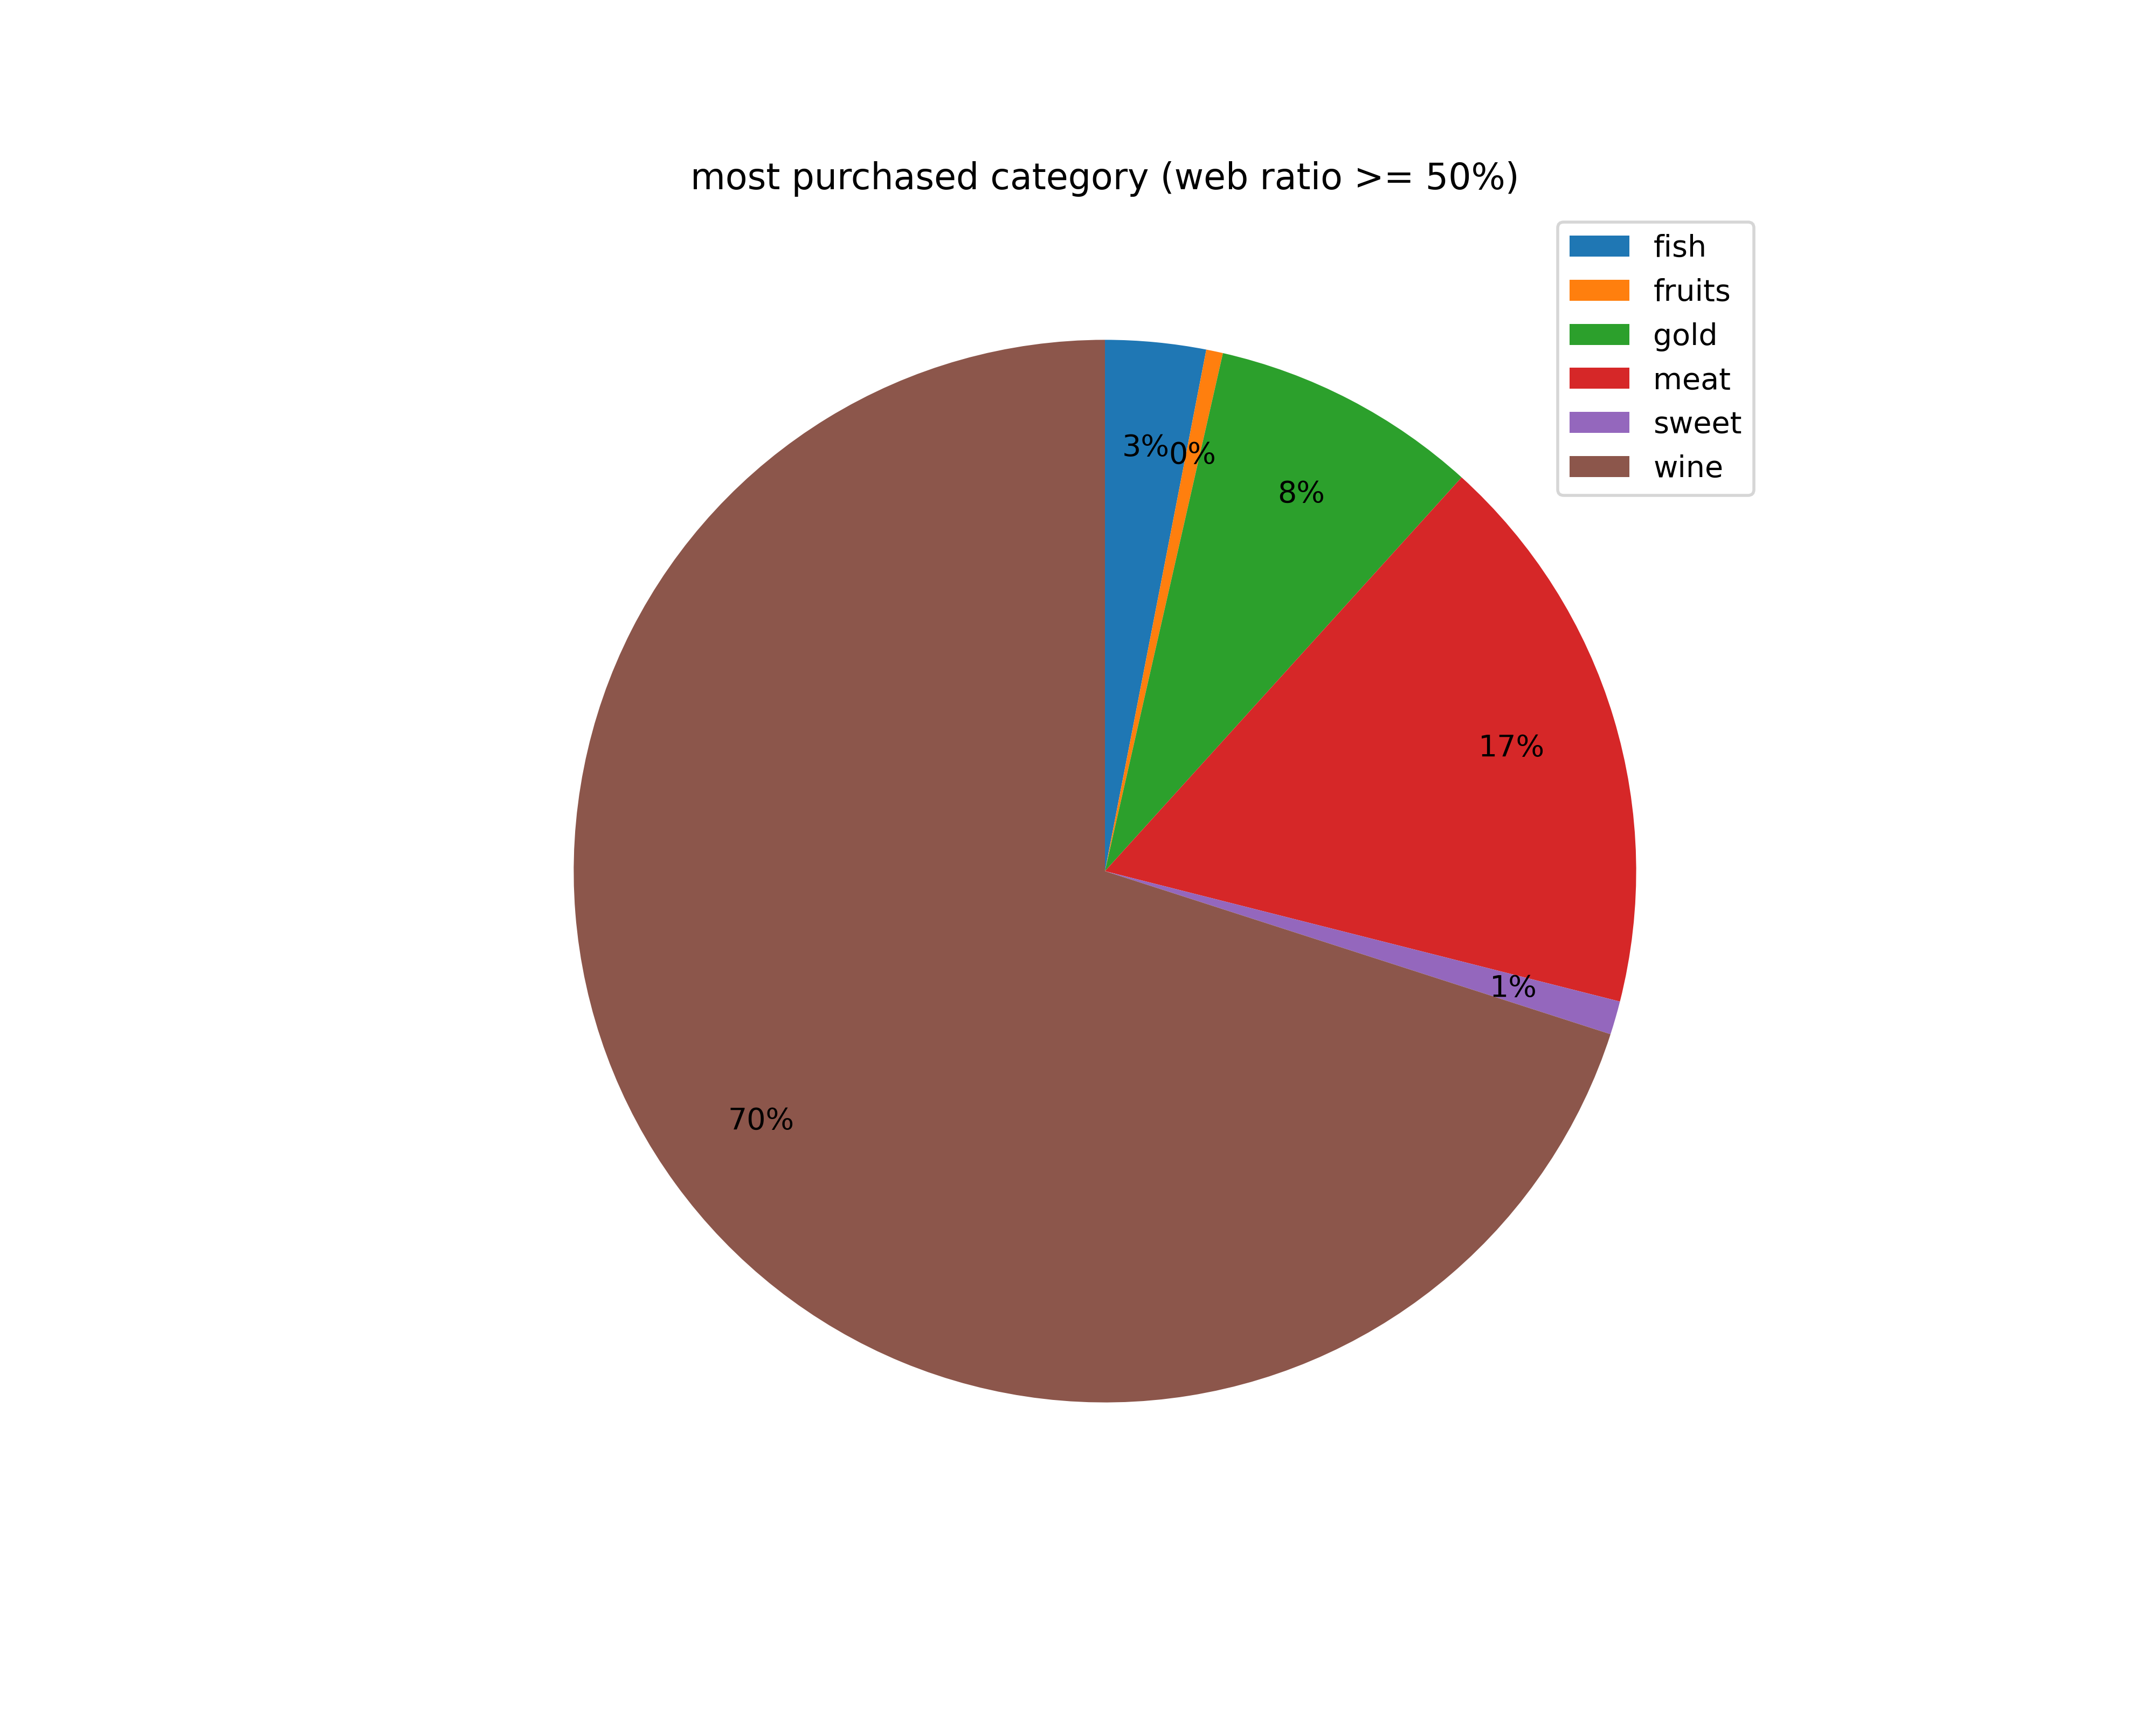 most purchased category (web ratio >= 50%)
fish
fruits
gold
meat
sweet
wine
3%
0%
8%
17%
1%
70%